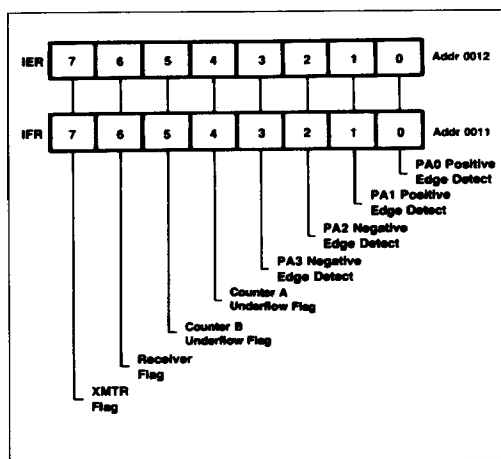 IER 7 6 5 4 3 2 1 0 Addr 0012
IFR 7 6 5 4 3 2 1 0 Addr 0011
PA0 Positive
Edge Detect
PA1 Positive
Edge Detect
PA2 Negative
Edge Detect
PA3 Negative
Edge Detect
Counter A
Underflow Flag
Counter B
Underflow Flag
Receiver
Flag
XMTR
Flag